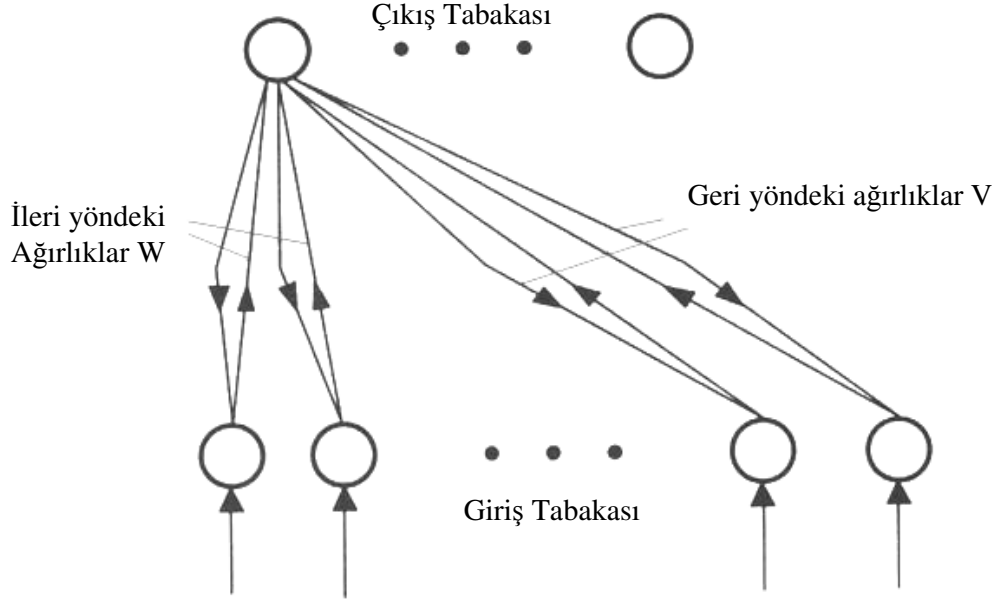 Çıkış Tabakası
İleri yöndeki
Ağırlıklar W
Geri yöndeki ağırlıklar V
Giriş Tabakası